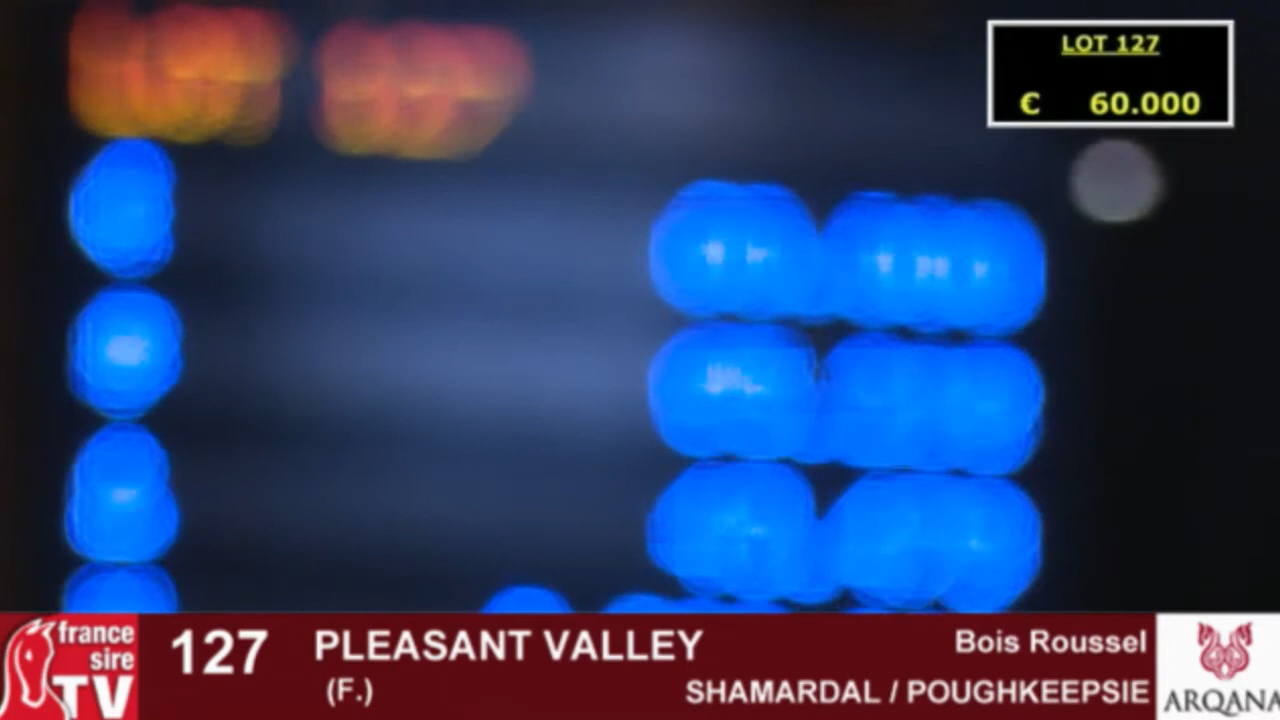 LOT 127
€ 60.000
france
sire
TV
127
PLEASANT VALLEY
(F.)
Bois Roussel
SHAMARDAL / POUGHKEEPSIE
ARQANA